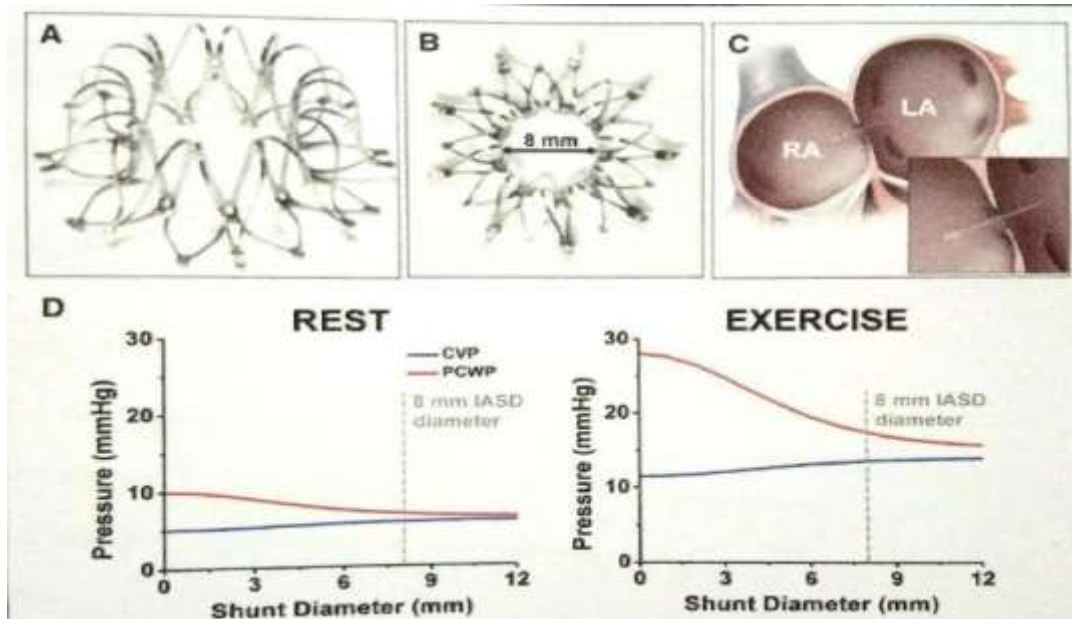 A
B
8 mm
C
RA
LA
D
REST
30
20
10
0
0
3
6
9
12
Pressure (mmHg)
Shunt Diameter (mm)
CVP
PCWP
8 mm IASD
diameter
EXERCISE
30
20
10
0
0
3
6
9
12
Pressure (mmHg)
Shunt Diameter (mm)
8 mm IASD
diameter